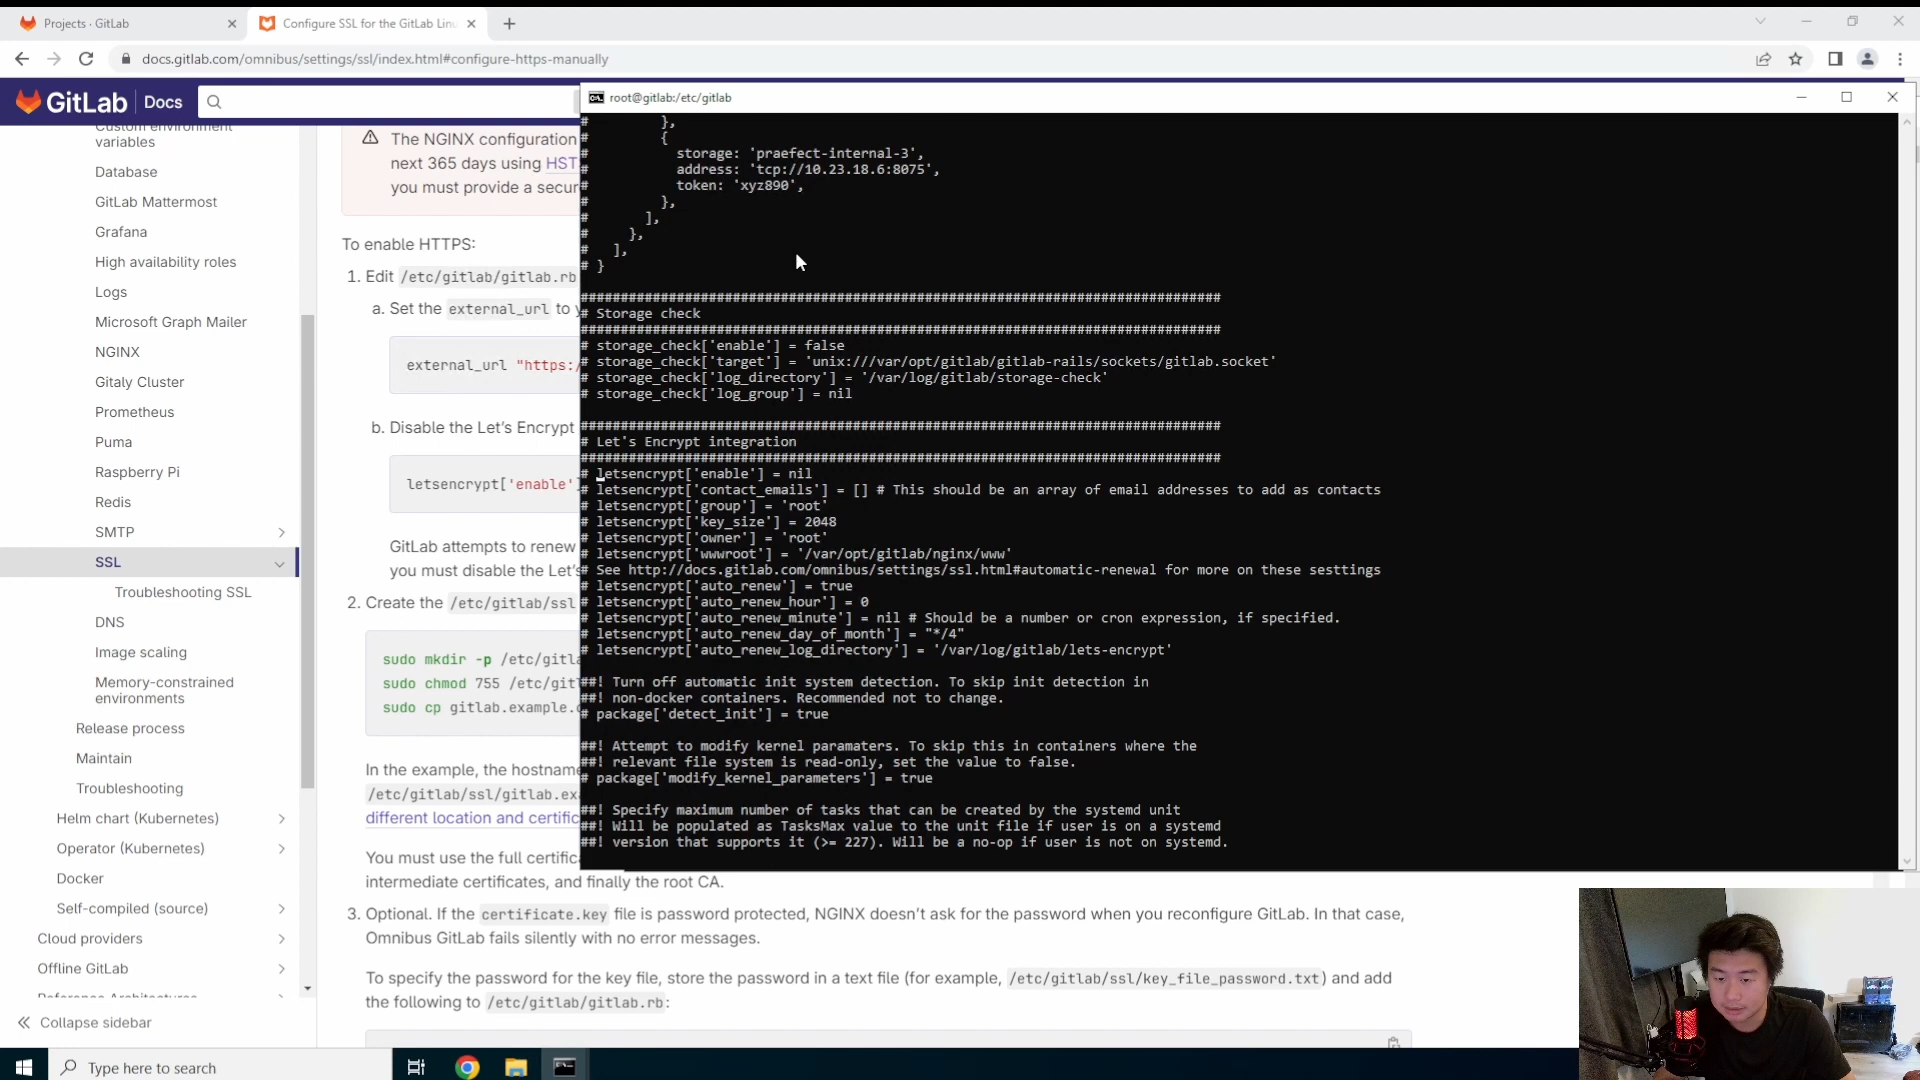 Projects · GitLab
Configure SSL for the GitLab Linu
docs.gitlab.com/omnibus/settings/ssl/index.html#configure-https-manually
GitLab Docs
Custom environment
variables
Database
GitLab Mattermost
Grafana
High availability roles
Logs
Microsoft Graph Mailer
NGINX
Gitaly Cluster
Prometheus
Puma
Raspberry Pi
Redis
SMTP
SSL
Troubleshooting SSL
DNS
Image scaling
Memory-constrained
environments
Release process
Maintain
Troubleshooting
Helm chart (Kubernetes)
Operator (Kubernetes)
Docker
Self-compiled (source)
Cloud providers
Offline GitLab
Reference Architectures
Collapse sidebar
The NGINX configuration
next 365 days using HST
you must provide a secur
To enable HTTPS:
1. Edit /etc/gitlab/gitlab.rb
a. Set the external_url to y
external_url "https:/
b. Disable the Let's Encrypt
letsencrypt['enable']
GitLab attempts to renew
you must disable the Let's
2. Create the /etc/gitlab/ssl
sudo mkdir -p /etc/gitla
sudo chmod 755 /etc/git
sudo cp gitlab.example.c
In the example, the hostname
/etc/gitlab/ssl/gitlab.exa
different location and certific
You must use the full certifica
intermediate certificates, and finally the root CA.
3. Optional. If the certificate.key file is password protected, NGINX doesn't ask for the password when you reconfigure GitLab. In that case,
Omnibus GitLab fails silently with no error messages.
To specify the password for the key file, store the password in a text file (for example, /etc/gitlab/ssl/key_file_password.txt) and add
the following to /etc/gitlab/gitlab.rb:
root@gitlab:/etc/gitlab
#         },
#         {
#           storage: 'praefect-internal-3',
#           address: 'tcp://10.23.18.6:8075',
#           token: 'xyz890',
#         },
#       ],
#     },
#   ],
# }
################################################################################
# Storage check
################################################################################
# storage_check['enable'] = false
# storage_check['target'] = 'unix:///var/opt/gitlab/gitlab-rails/sockets/gitlab.socket'
# storage_check['log_directory'] = '/var/log/gitlab/storage-check'
# storage_check['log_group'] = nil
################################################################################
# Let's Encrypt integration
################################################################################
# letsencrypt['enable'] = nil
# letsencrypt['contact_emails'] = [] # This should be an array of email addresses to add as contacts
# letsencrypt['group'] = 'root'
# letsencrypt['key_size'] = 2048
# letsencrypt['owner'] = 'root'
# letsencrypt['wwwroot'] = '/var/opt/gitlab/nginx/www'
# See http://docs.gitlab.com/omnibus/settings/ssl.html#automatic-renewal for more on these sesttings
# letsencrypt['auto_renew'] = true
# letsencrypt['auto_renew_hour'] = 0
# letsencrypt['auto_renew_minute'] = nil # Should be a number or cron expression, if specified.
# letsencrypt['auto_renew_day_of_month'] = "*/4"
# letsencrypt['auto_renew_log_directory'] = '/var/log/gitlab/lets-encrypt'
##! Turn off automatic init system detection. To skip init detection in
##! non-docker containers. Recommended not to change.
# package['detect_init'] = true
##! Attempt to modify kernel paramaters. To skip this in containers where the
##! relevant file system is read-only, set the value to false.
# package['modify_kernel_parameters'] = true
##! Specify maximum number of tasks that can be created by the systemd unit
##! Will be populated as TasksMax value to the unit file if user is on a systemd
##! version that supports it (>= 227). Will be a no-op if user is not on systemd.
Type here to search